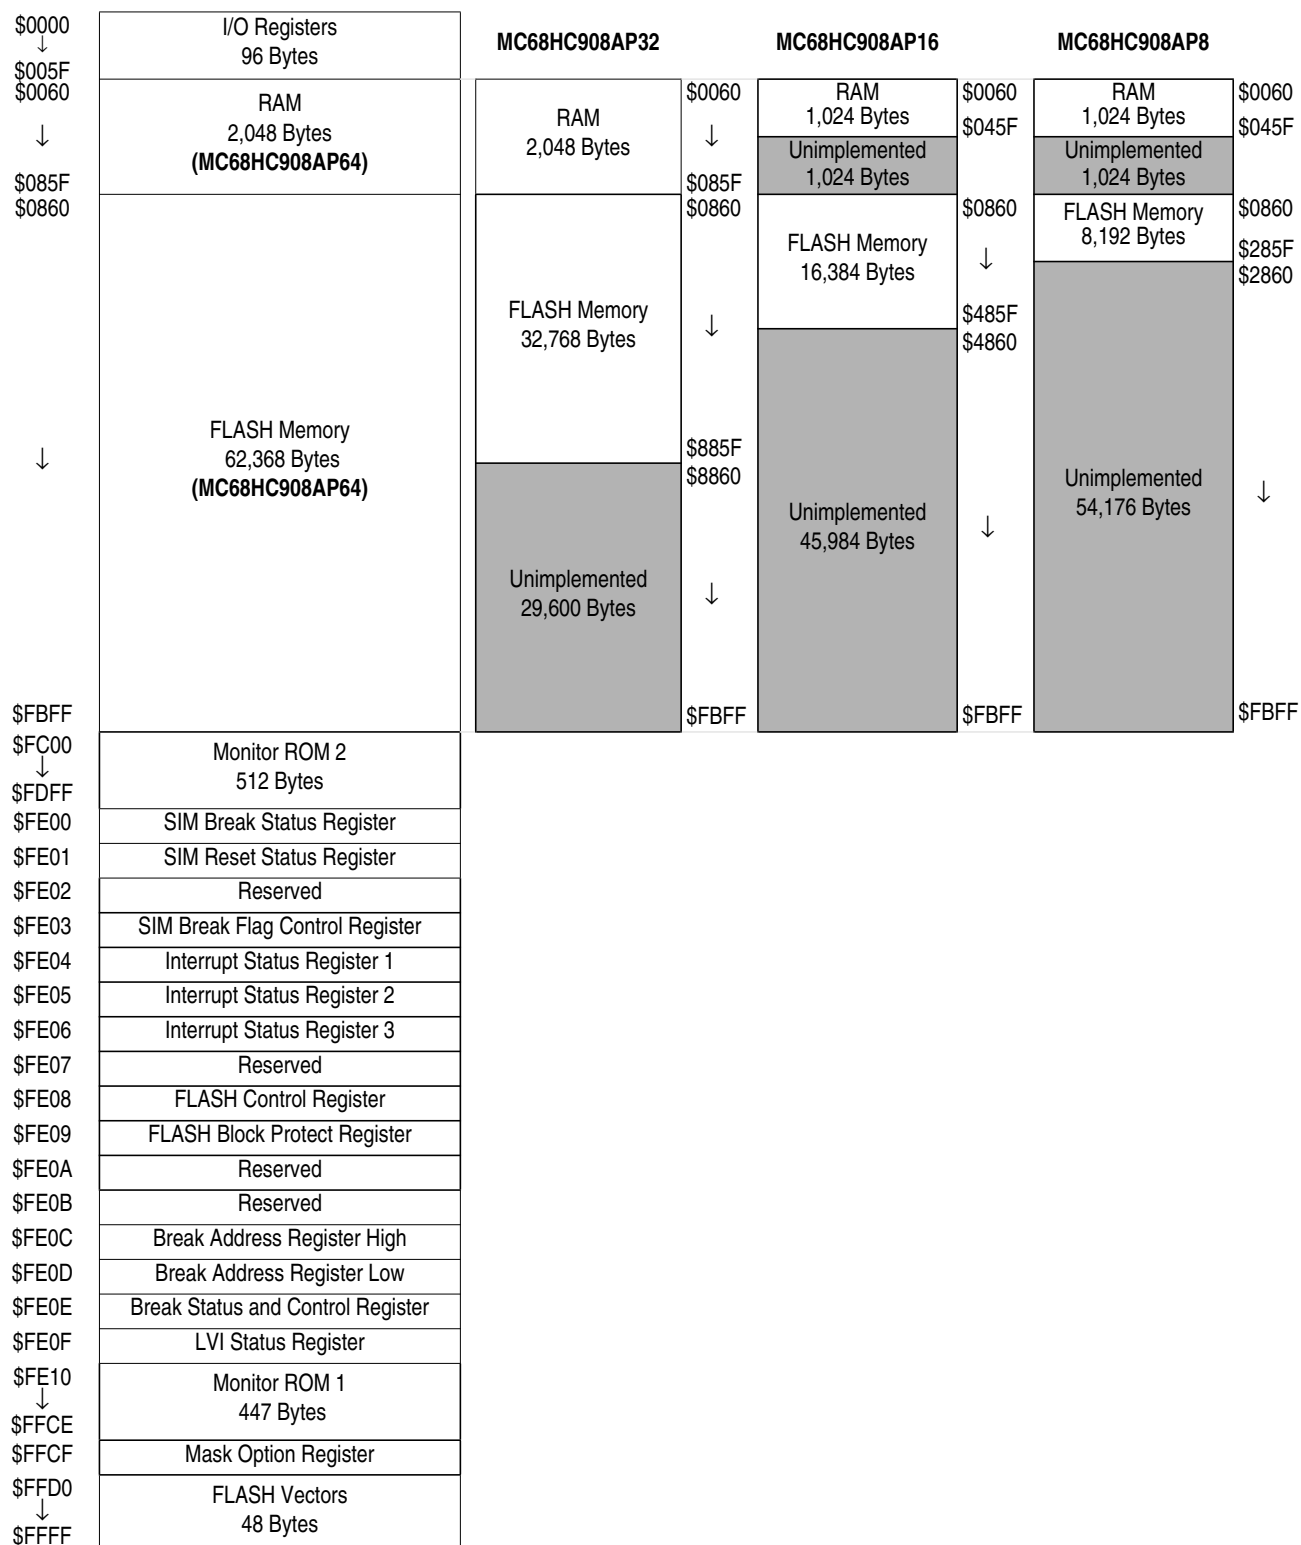 $0000
↓
$005F
I/O Registers
96 Bytes
MC68HC908AP32
MC68HC908AP16
MC68HC908AP8
$0060
↓
$085F
RAM
2,048 Bytes
(MC68HC908AP64)
RAM
2,048 Bytes
$0060
↓
$085F
RAM
1,024 Bytes
$0060
$045F
Unimplemented
1,024 Bytes
RAM
1,024 Bytes
$0060
$045F
Unimplemented
1,024 Bytes
$0860
↓
$FBFF
FLASH Memory
62,368 Bytes
(MC68HC908AP64)
FLASH Memory
32,768 Bytes
$0860
↓
$885F
$8860
Unimplemented
29,600 Bytes
↓
$FBFF
FLASH Memory
16,384 Bytes
$0860
↓
$485F
$4860
Unimplemented
45,984 Bytes
↓
$FBFF
FLASH Memory
8,192 Bytes
$0860
$285F
$2860
Unimplemented
54,176 Bytes
↓
$FBFF
$FC00
↓
$FDFF
Monitor ROM 2
512 Bytes
$FE00 SIM Break Status Register
$FE01 SIM Reset Status Register
$FE02 Reserved
$FE03 SIM Break Flag Control Register
$FE04 Interrupt Status Register 1
$FE05 Interrupt Status Register 2
$FE06 Interrupt Status Register 3
$FE07 Reserved
$FE08 FLASH Control Register
$FE09 FLASH Block Protect Register
$FE0A Reserved
$FE0B Reserved
$FE0C Break Address Register High
$FE0D Break Address Register Low
$FE0E Break Status and Control Register
$FE0F LVI Status Register
$FE10
↓
$FFCE
Monitor ROM 1
447 Bytes
$FFCF Mask Option Register
$FFD0
↓
$FFFF
FLASH Vectors
48 Bytes